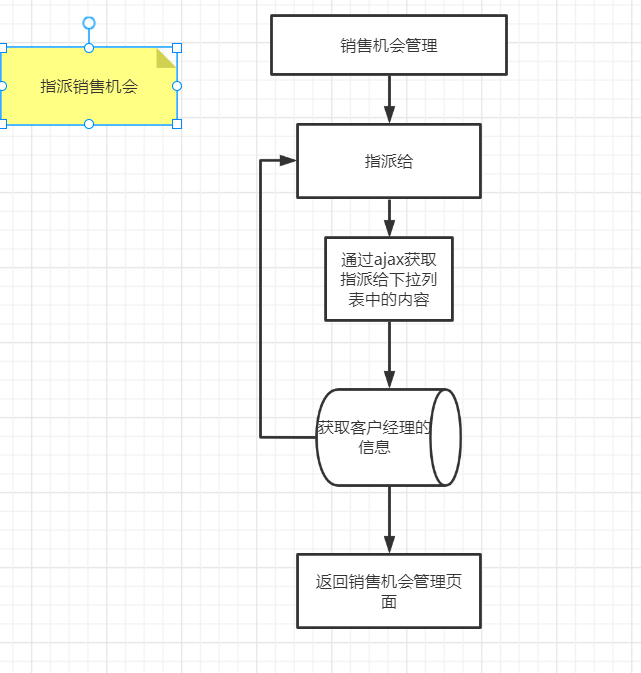 销售机会管理
指派销售机会
指派给
通过ajax获取
指派给下拉列
表中的内容
获取客户经理的
信息
返回销售机会管理页
面